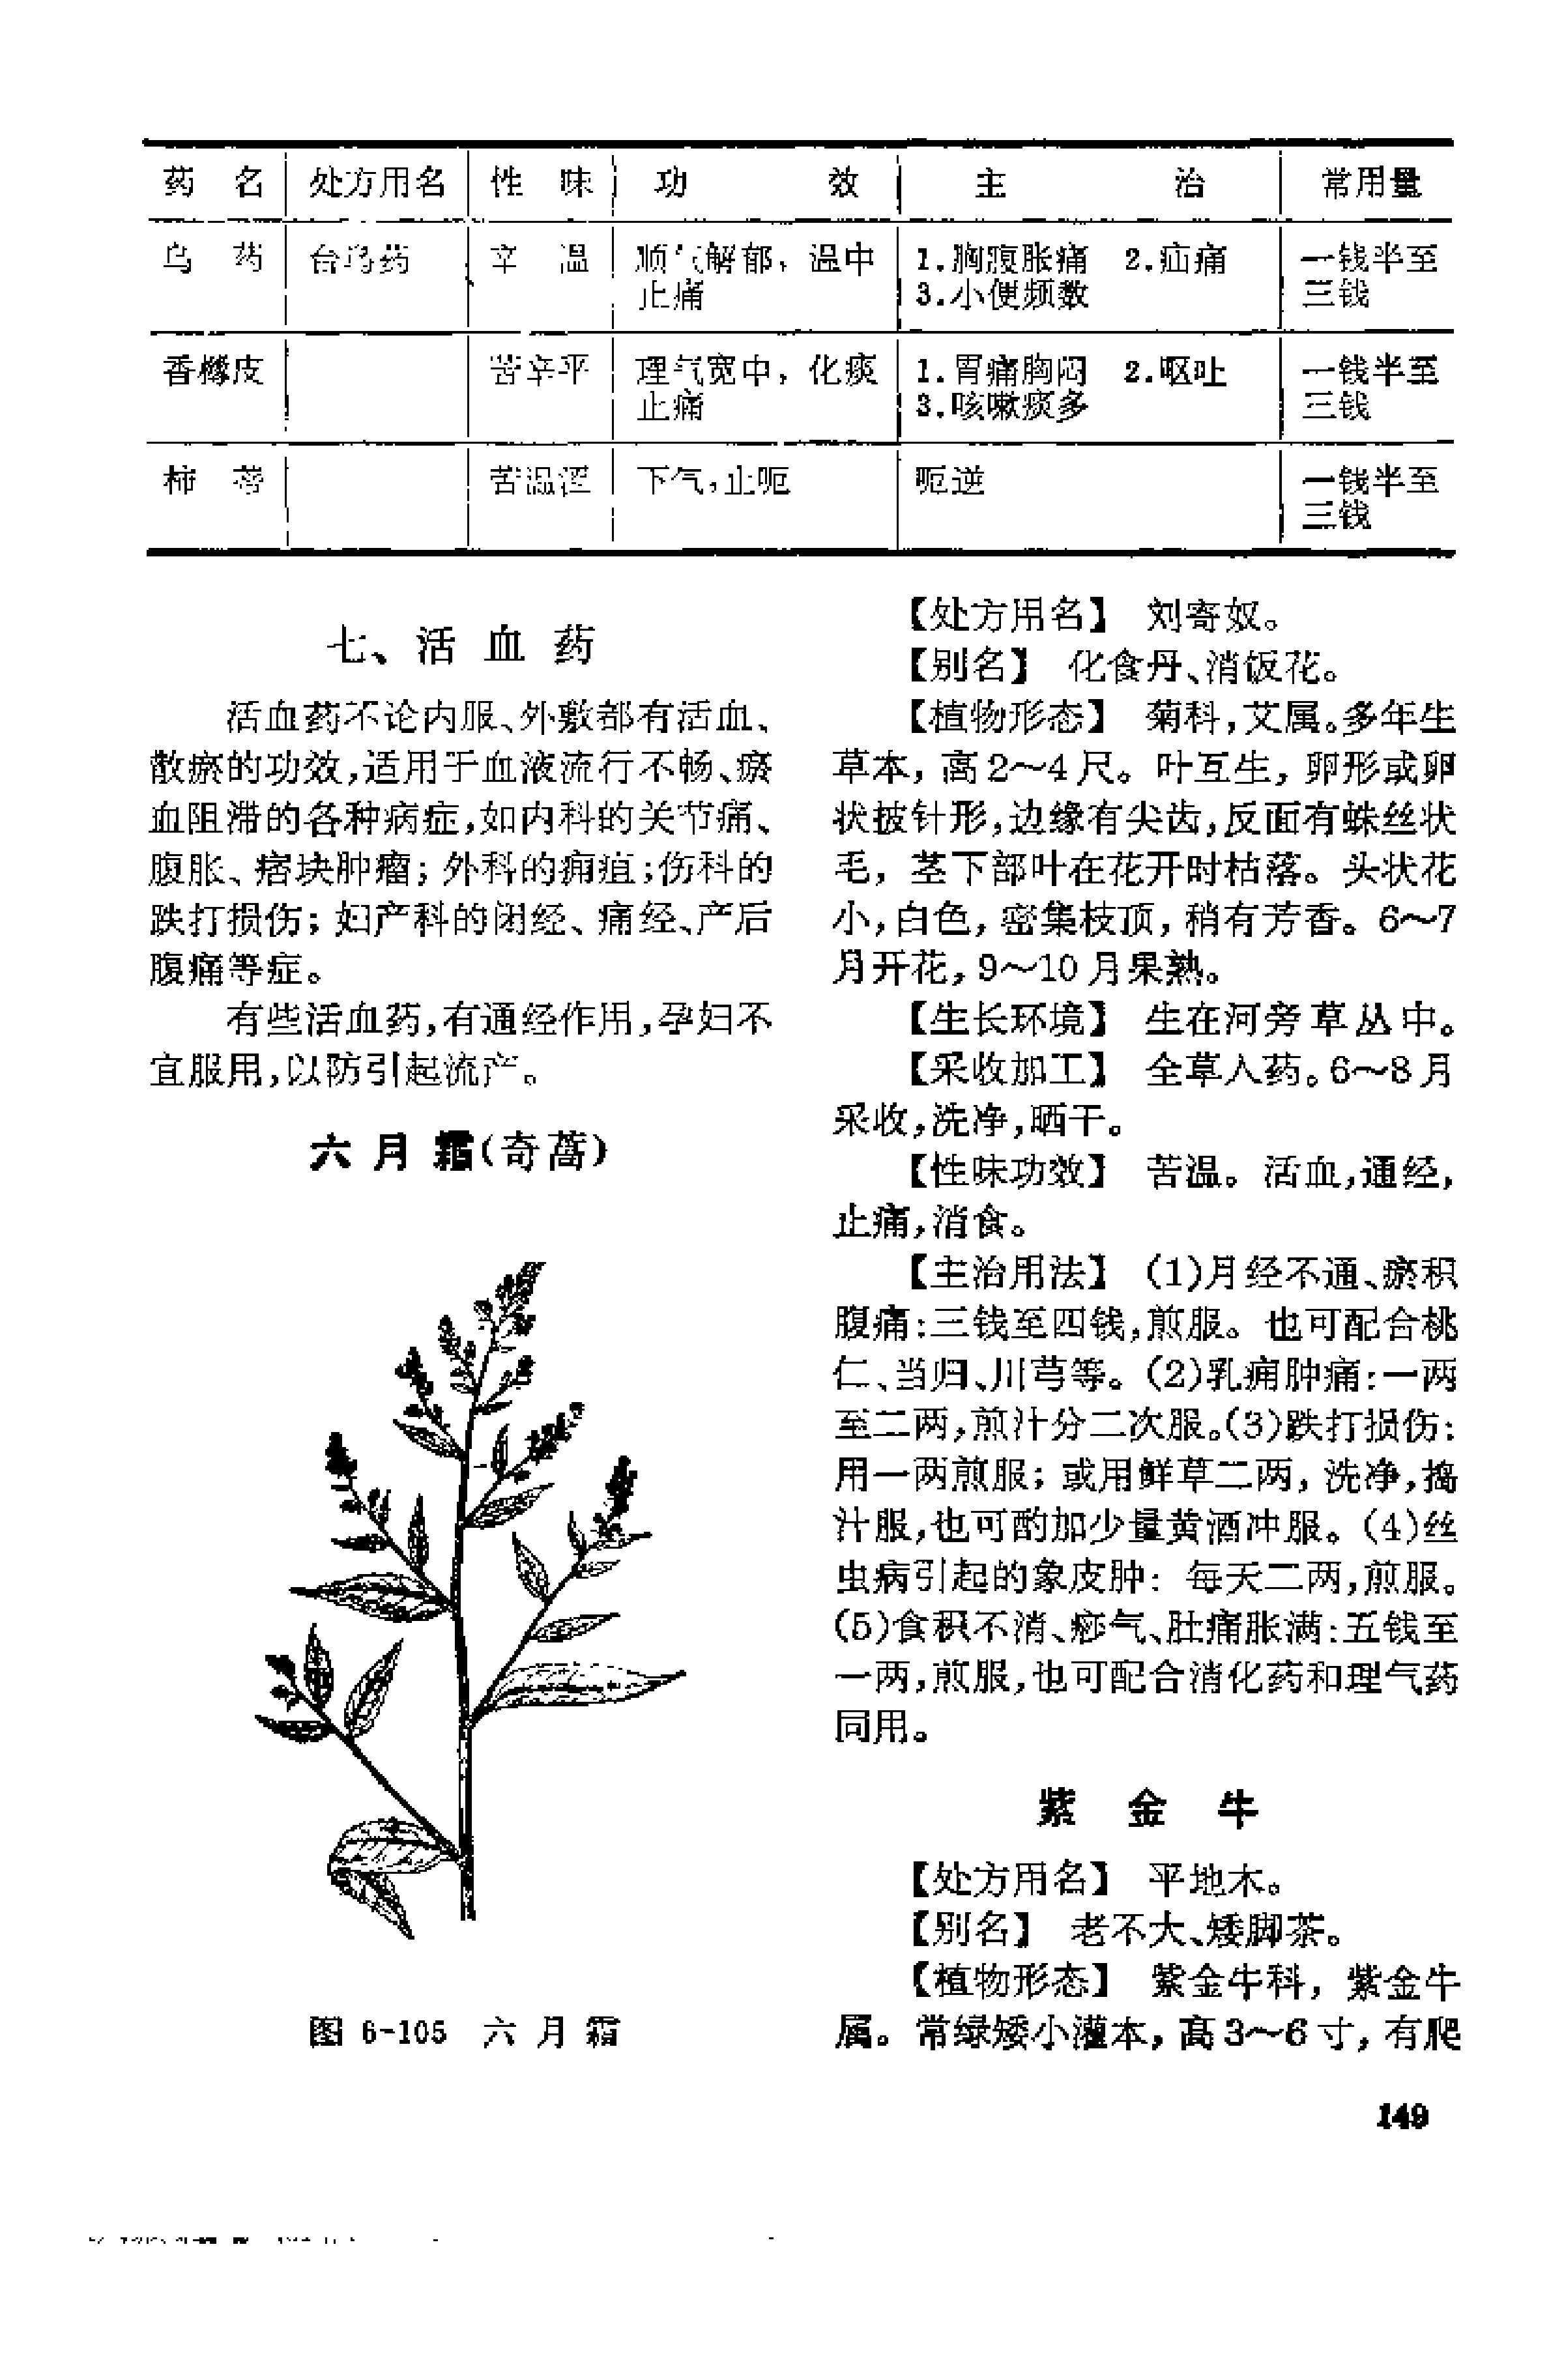 药 名 处方用名 性 味 功 效 主 治 常用量
乌 药 台乌药 辛 温 顺气解郁，温中 1.胸腹胀痛 2.疝痛 一钱半至
止痛 3.小便频数 三钱
香橼皮 苦辛平 理气宽中，化痰 1.胃痛胸闷 2.呕吐 一钱半至
止痛 3.咳嗽痰多 三钱
柿 蒂 苦温涩 下气，止呃 呃逆 一钱半至
三钱
七、活 血 药
活血药不论内服、外敷都有活血、
散瘀的功效，适用于血液流行不畅、瘀
血阻滞的各种病症，如内科的关节痛、
腹胀、痞块肿瘤；外科的痈疽；伤科的
跌打损伤；妇产科的闭经、痛经、产后
腹痛等症。
有些活血药，有通经作用，孕妇不
宜服用，以防引起流产。
六 月 霜（奇蒿）
图 6-105 六 月 霜
【处方用名】 刘寄奴。
【别名】 化食丹、消饭花。
【植物形态】 菊科，艾属。多年生
草本，高2～4尺。叶互生，卵形或卵
状披针形，边缘有尖齿，反面有蛛丝状
毛，茎下部叶在花开时枯落。头状花
小，白色，密集枝顶，稍有芳香。6～7
月开花，9～10月果熟。
【生长环境】 生在河旁草丛中。
【采收加工】 全草入药。6～8月
采收，洗净，晒干。
【性味功效】 苦温。活血，通经，
止痛，消食。
【主治用法】 (1)月经不通、瘀积
腹痛：三钱至四钱，煎服。也可配合桃
仁、当归、川芎等。(2)乳痈肿痛：一两
至二两，煎汁分二次服。(3)跌打损伤：
用一两煎服；或用鲜草二两，洗净，捣
汁服，也可酌加少量黄酒冲服。(4)丝
虫病引起的象皮肿：每天二两，煎服。
(5)食积不消、痧气、肚痛胀满：五钱至
一两，煎服，也可配合消化药和理气药
同用。
紫 金 牛
【处方用名】 平地木。
【别名】 老不大、矮脚茶。
【植物形态】 紫金牛科，紫金牛
属。常绿矮小灌木，高3～6寸，有爬
149